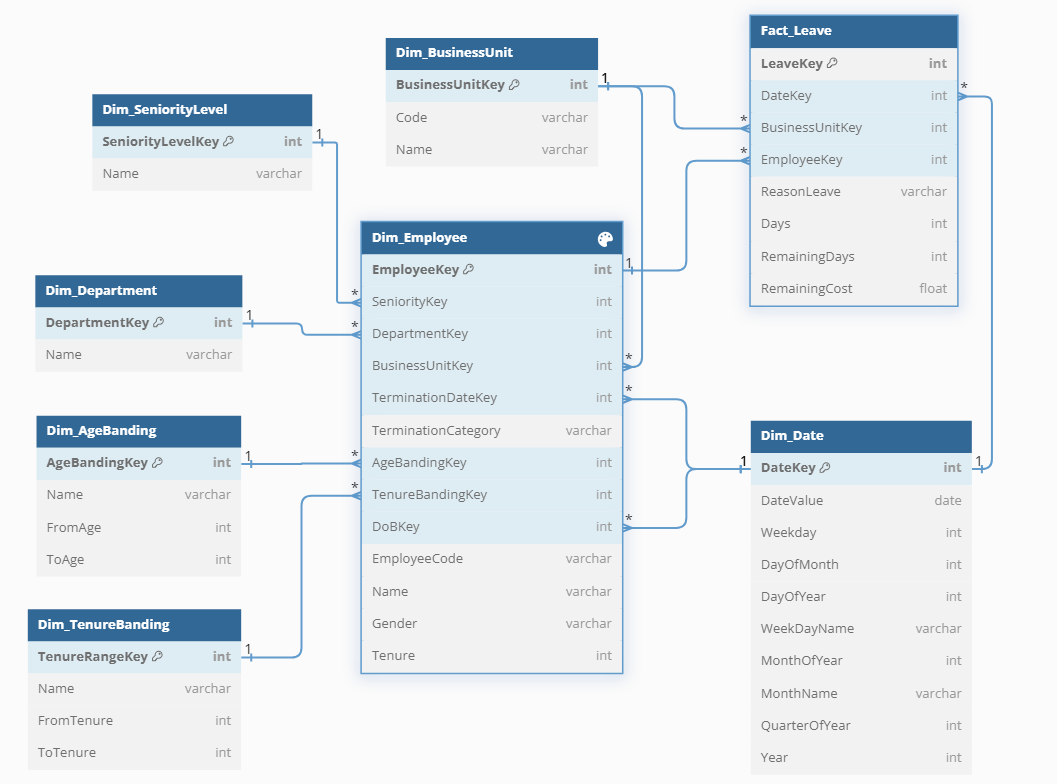 Dim_SeniorityLevel
SeniorityLevelKey int
Name varchar
Dim_BusinessUnit
BusinessUnitKey int
Code varchar
Name varchar
Fact_Leave
LeaveKey int
DateKey int
BusinessUnitKey int
EmployeeKey int
ReasonLeave varchar
Days int
RemainingDays int
RemainingCost float
Dim_Department
DepartmentKey int
Name varchar
Dim_AgeBanding
AgeBandingKey int
Name varchar
FromAge int
ToAge int
Dim_TenureBanding
TenureRangeKey int
Name varchar
FromTenure int
ToTenure int
Dim_Employee
EmployeeKey int
SeniorityKey int
DepartmentKey int
BusinessUnitKey int
TerminationDateKey int
TerminationCategory varchar
AgeBandingKey int
TenureBandingKey int
DoBKey int
EmployeeCode varchar
Name varchar
Gender varchar
Tenure int
Dim_Date
DateKey int
DateValue date
Weekday int
DayOfMonth int
DayOfYear int
WeekDayName varchar
MonthOfYear int
MonthName varchar
QuarterOfYear int
Year int
1
1
1
1
1
1
1
1
*
*
*
*
*
*
*
*
*
*